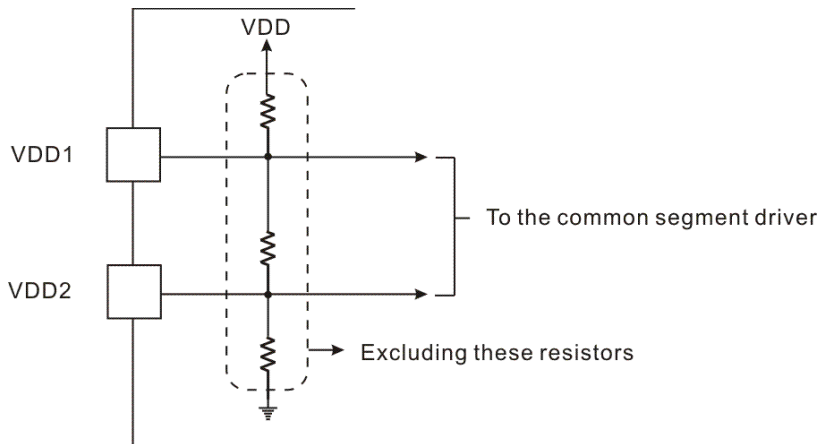 VDD
VDD1
To the common segment driver
VDD2
Excluding these resistors